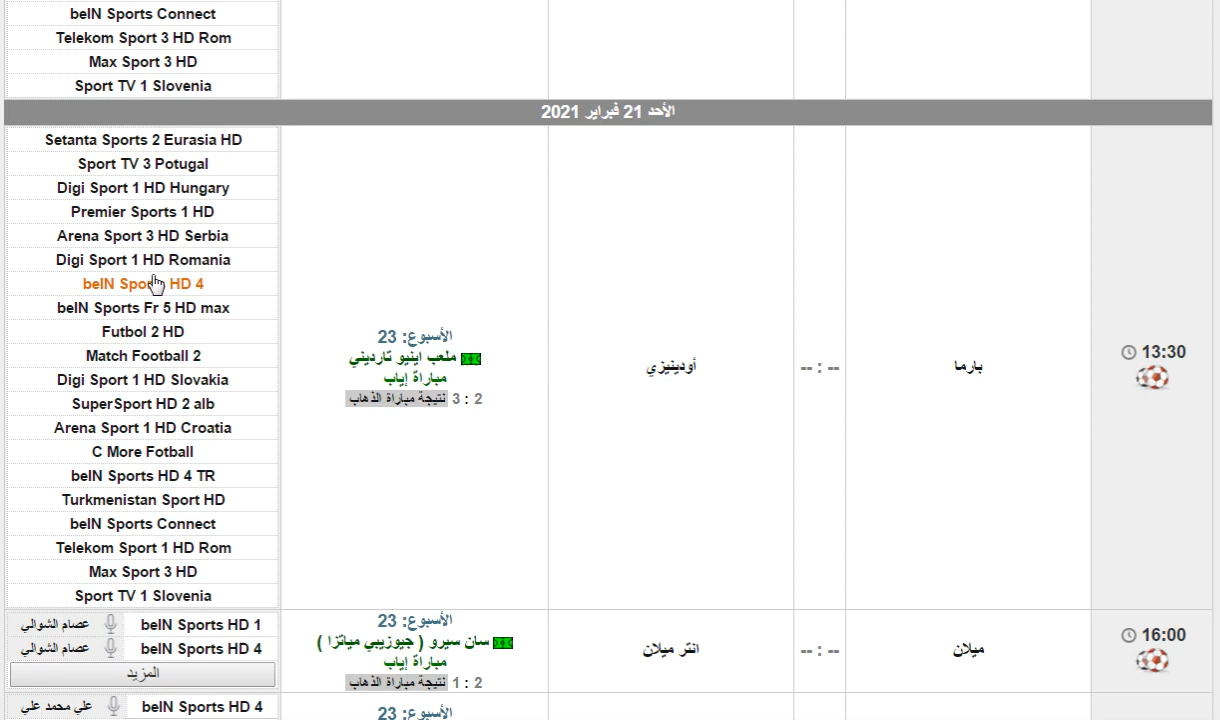 beIN Sports Connect
Telekom Sport 3 HD Rom
Max Sport 3 HD
Sport TV 1 Slovenia
الأحد 21 فبراير 2021
13:30
بارما
-- : --
أودينيزي
الأسبوع: 23
ملعب اينيو تارديني
مباراة إياب
2 : 3 نتيجة مباراة الذهاب
Setanta Sports 2 Eurasia HD
Sport TV 3 Potugal
Digi Sport 1 HD Hungary
Premier Sports 1 HD
Arena Sport 3 HD Serbia
Digi Sport 1 HD Romania
beIN HD 4
beIN Sports Fr 5 HD max
Futbol 2 HD
Match Football 2
Digi Sport 1 HD Slovakia
SuperSport HD 2 alb
Arena Sport 1 HD Croatia
C More Fotball
beIN Sports HD 4 TR
Turkmenistan Sport HD
beIN Sports Connect
Telekom Sport 1 HD Rom
Max Sport 3 HD
Sport TV 1 Slovenia
16:00
ميلان
-- : --
انتر ميلان
الأسبوع: 23
سان سيرو ( جيوزيبي مياتزا )
مباراة إياب
2 : 1 نتيجة مباراة الذهاب
beIN Sports HD 1 عصام الشوالي
beIN Sports HD 4 عصام الشوالي
المزيد
الأسبوع: 23
beIN Sports HD 4 علي محمد علي